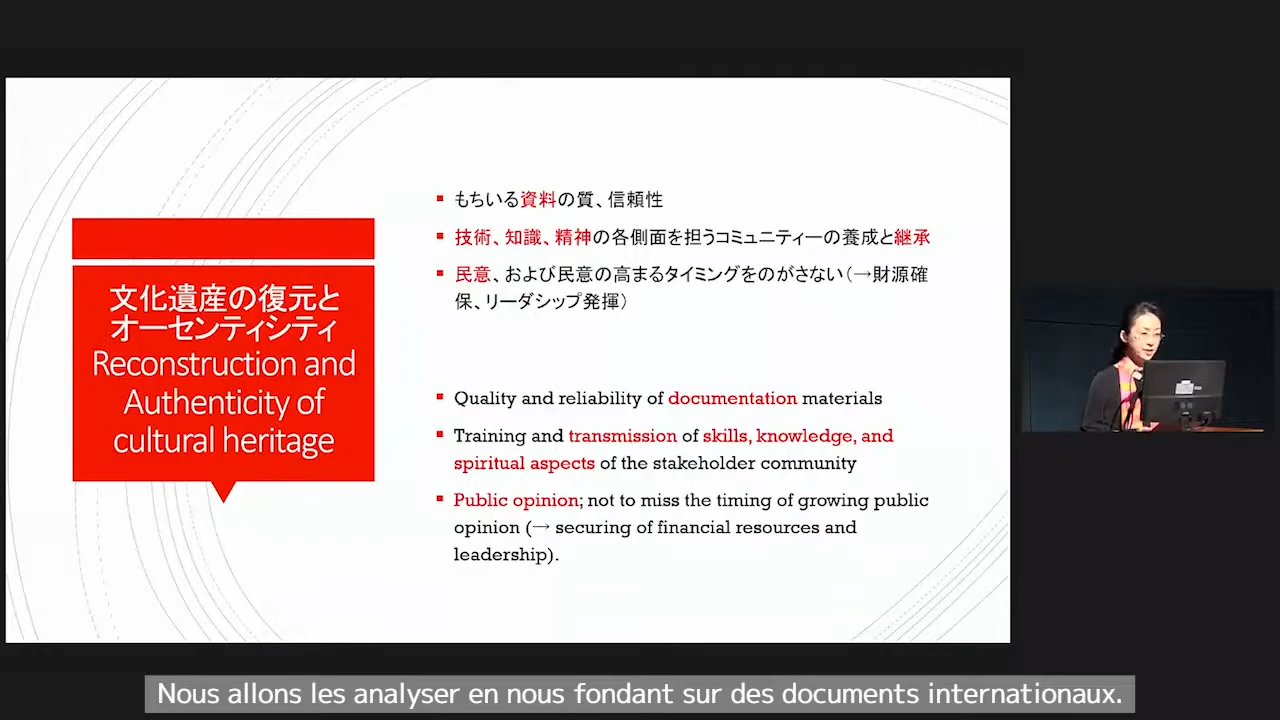 文化遺産の復元と
オーセンティシティ
Reconstruction and
Authenticity of
cultural heritage
もちいる資料の質、信頼性
技術、知識、精神の各側面を担うコミュニティーの養成と継承
民意、および民意の高まるタイミングをのがさない（→財源確
保、リーダシップ発揮）
Quality and reliability of documentation materials
Training and transmission of skills, knowledge, and
spiritual aspects of the stakeholder community
Public opinion; not to miss the timing of growing public
opinion (→ securing of financial resources and
leadership).
Nous allons les analyser en nous fondant sur des documents internationaux.